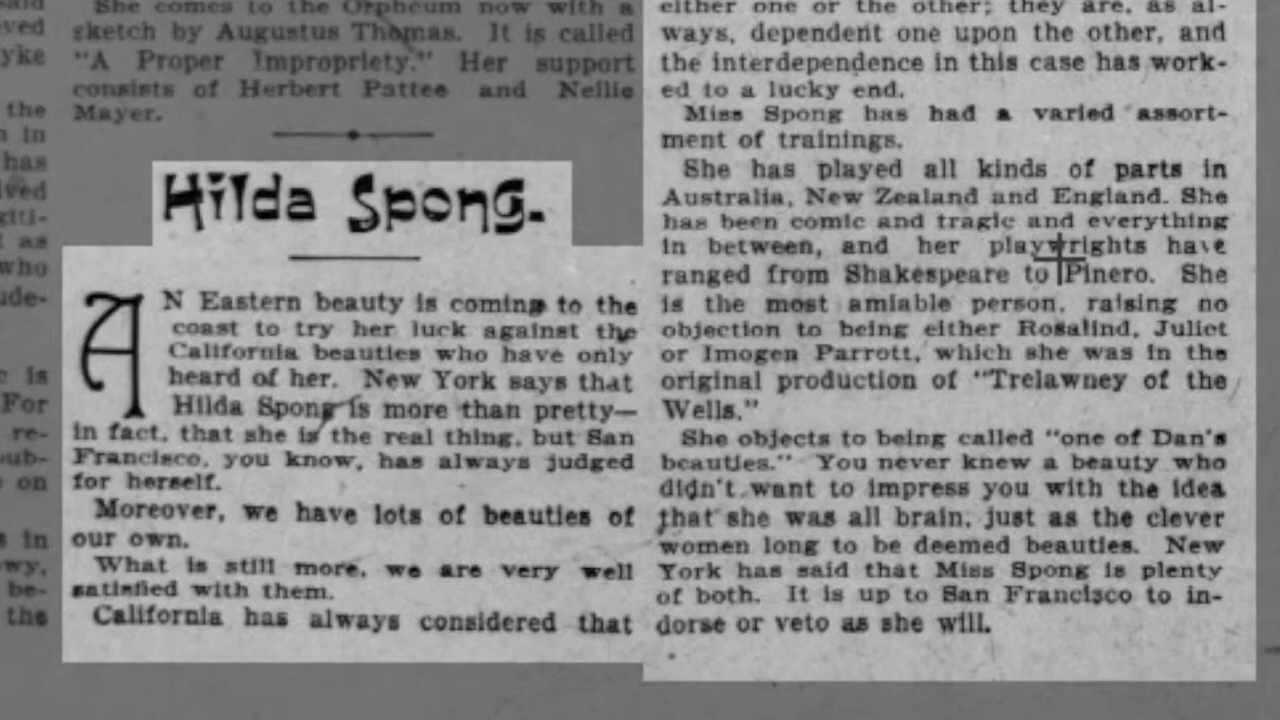 She comes to the Orpheum now with a
sketch by Augustus Thomas. It is called
"A Proper Impropriety." Her support
consists of Herbert Pattee and Nellie
Mayer.
Hilda Spong.
AN Eastern beauty is coming to the
coast to try her luck against the
California beauties who have only
heard of her. New York says that
Hilda Spong is more than pretty—
in fact, that she is the real thing, but San
Francisco, you know, has always judged
for herself.
Moreover, we have lots of beauties of
our own.
What is still more, we are very well
satisfied with them.
California has always considered that
either one or the other; they are, as al-
ways, dependent one upon the other, and
the interdependence in this case has work-
ed to a lucky end.
Miss Spong has had a varied assort-
ment of trainings.
She has played all kinds of parts in
Australia, New Zealand and England. She
has been comic and tragic and everything
in between, and her playwrights have
ranged from Shakespeare to Pinero. She
is the most amiable person, raising no
objection to being either Rosalind, Juliet
or Imogen Parrott, which she was in the
original production of "Trelawney of the
Wells."
She objects to being called "one of Dan's
beauties." You never knew a beauty who
didn't want to impress you with the idea
that she was all brain, just as the clever
women long to be deemed beauties. New
York has said that Miss Spong is plenty
of both. It is up to San Francisco to in-
dorse or veto as she will.